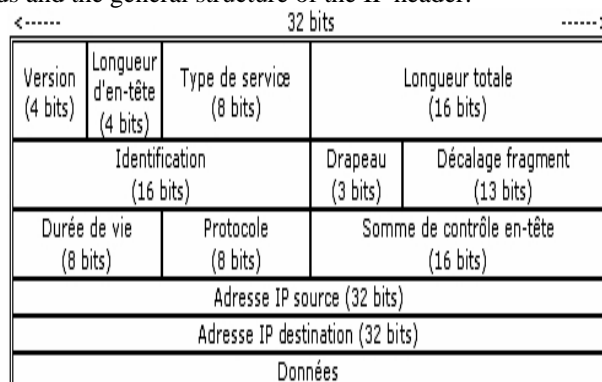 ds and the general structure of the IP header.
<------ 32 bits ------>
Version
(4 bits)
Longueur
d'en-tête
(4 bits)
Type de service
(8 bits)
Longueur totale
(16 bits)
Identification
(16 bits)
Drapeau
(3 bits)
Décalage fragment
(13 bits)
Durée de vie
(8 bits)
Protocole
(8 bits)
Somme de contrôle en-tête
(16 bits)
Adresse IP source (32 bits)
Adresse IP destination (32 bits)
Données